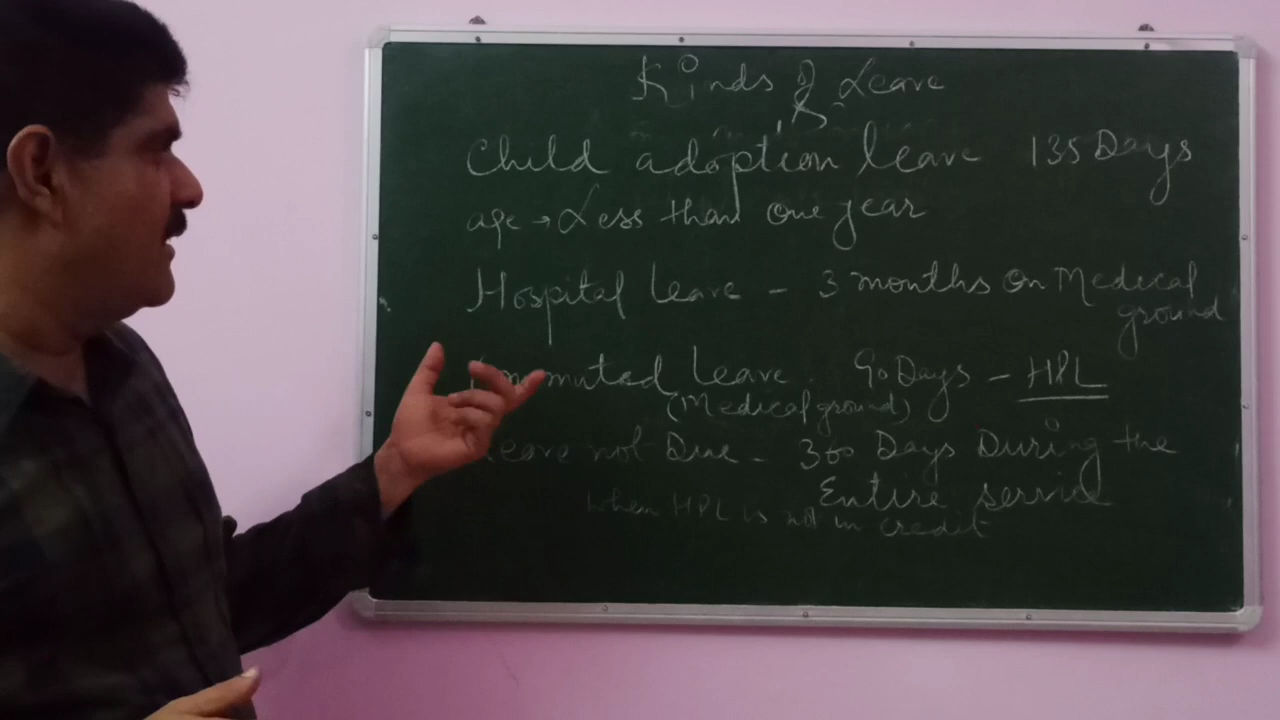 Kinds of Leave
Child adoption leave 135 Days
age → Less than one year
Hospital leave - 3 months on Medical
ground
muted leave. 90 Days - HPL
(Medical ground)
Leave not Due - 360 Days During the
Entire service
when HPL is not in credit